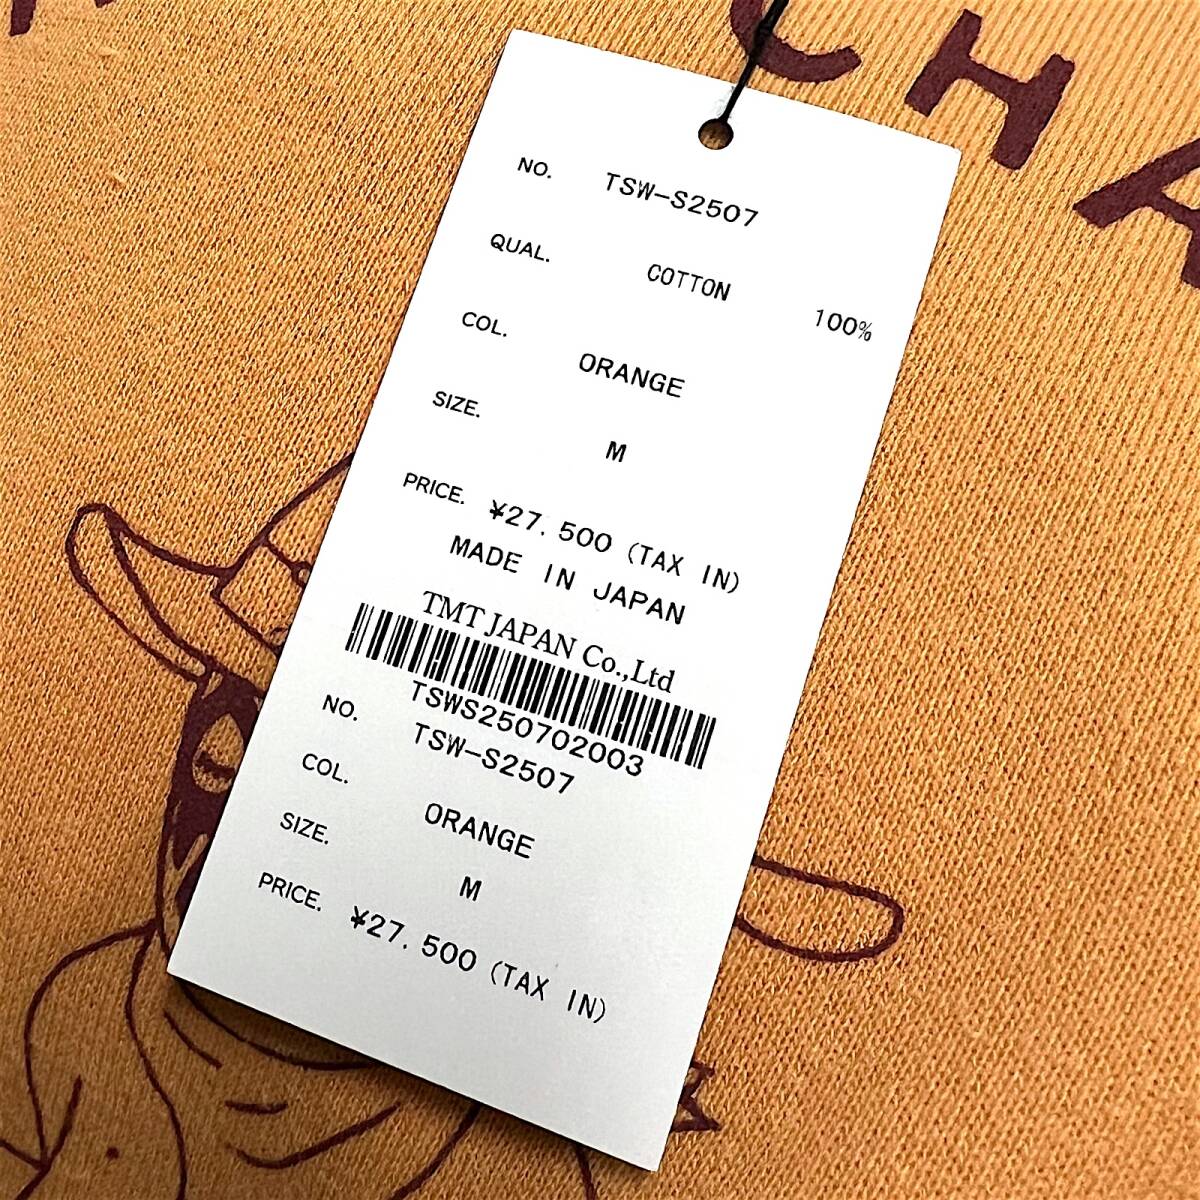 CHA
NO. TSW-S2507
QUAL. COTTON 100%
COL. ORANGE
SIZE. M
PRICE. ¥27.500 (TAX IN)
MADE IN JAPAN
TMT JAPAN Co.,Ltd
TSWS250702003
NO. TSW-S2507
COL. ORANGE
SIZE. M
PRICE. ¥27.500 (TAX IN)